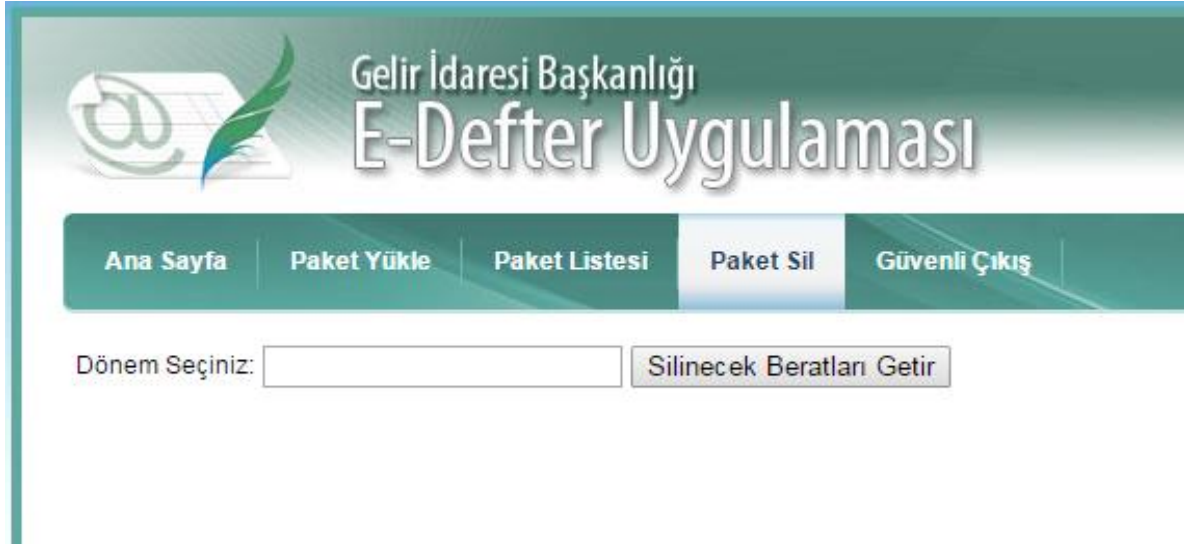 Gelir İdaresi Başkanlığı
E-Defter Uygulaması
Ana Sayfa Paket Yükle Paket Listesi Paket Sil Güvenli Çıkış
Dönem Seçiniz: Silinecek Beratları Getir